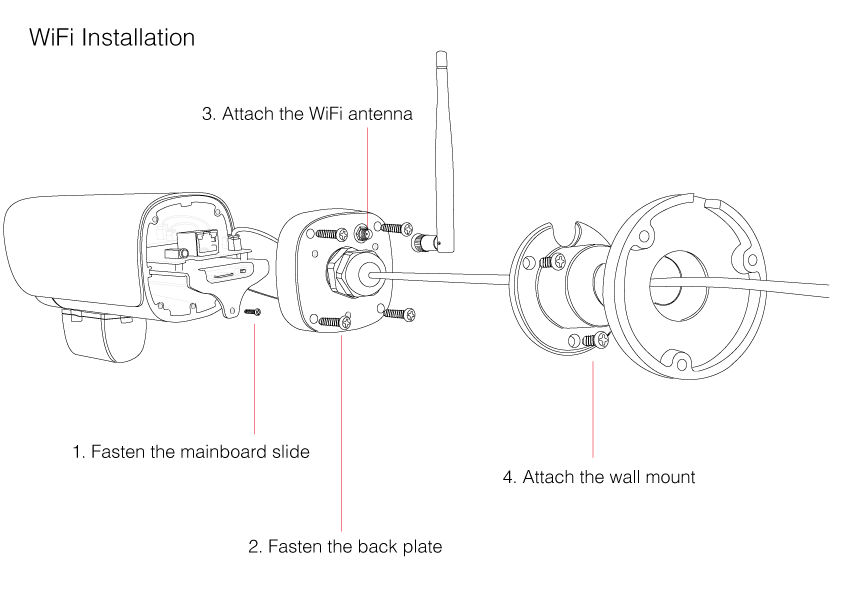 WiFi Installation
3. Attach the WiFi antenna
1. Fasten the mainboard slide
4. Attach the wall mount
2. Fasten the back plate